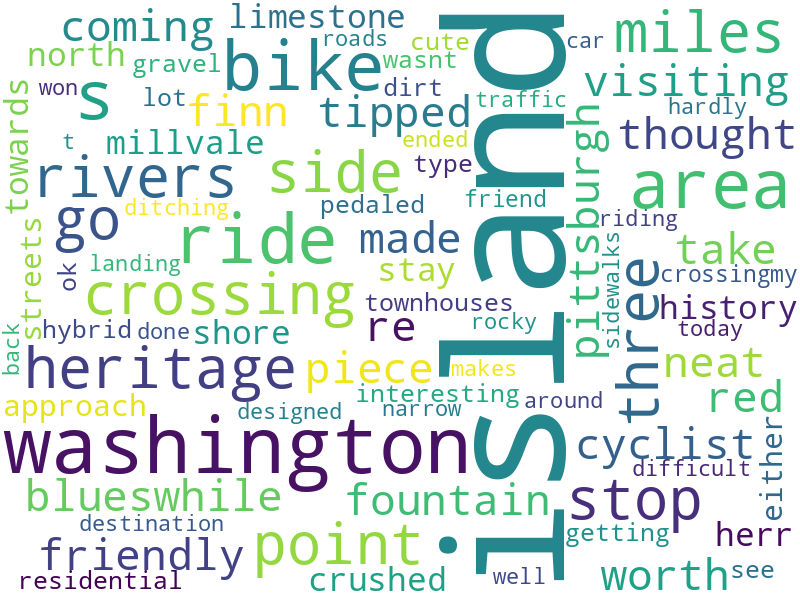 coming
limestone
roads
cute
car
miles
north
gravel
bike
wasnt
island
visiting
won
s
lot
finn
tipped
dirt
traffic
hardly
towards
t
millvale
ended
type
pittsburgh
thought
rivers
side
friend
area
go
ditching
pedaled
riding
streets
ok
ride
made
sidewalks
take
landing
stay
crossingmy
back
crossing
townhouses
three
history
hybrid
done
shore
re
rocky
today
heritage
piece
makes
neat
approach
interesting
designed
narrow
around
red
washington
cyclist
either
difficult
blueswhile
fountain
stop
destination
point
getting
herr
friendly
residential
crushed
well
worth
see